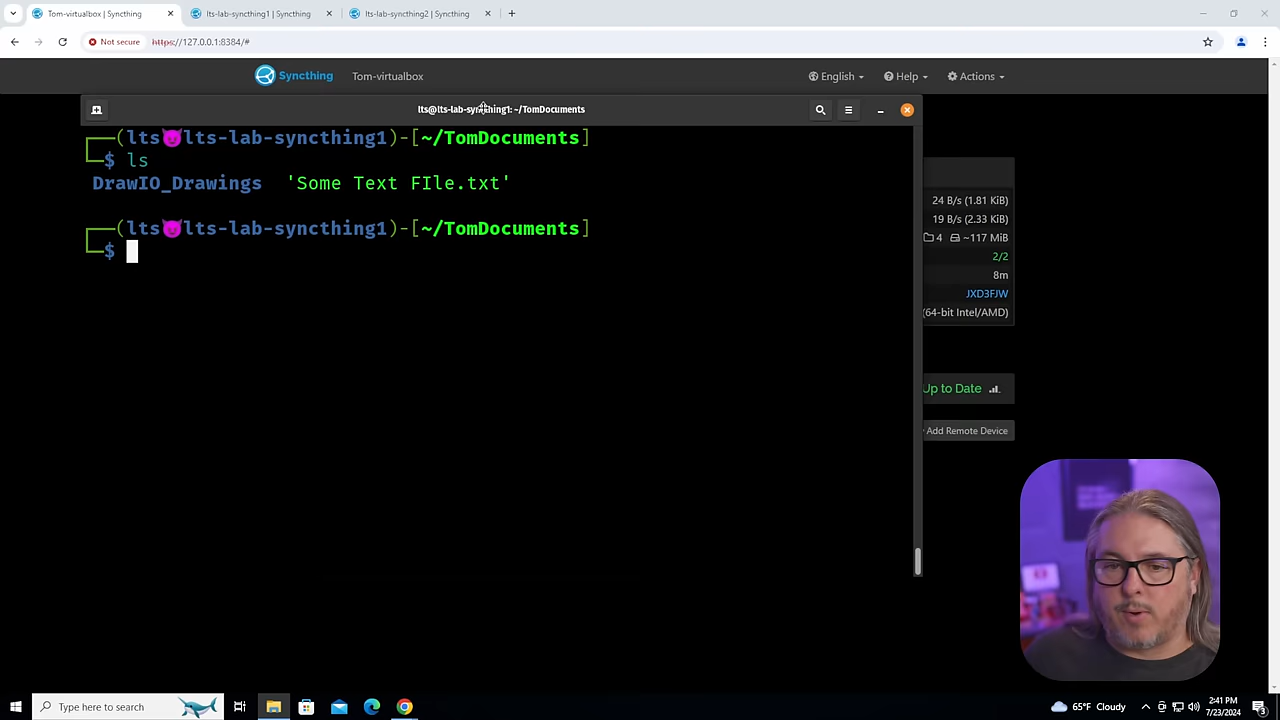 Tom-virtualbox | Syncthing
lts-lab-syncthing1 | Syncthing
lts-lab-syncthing2 | Syncthing
Not secure
https://127.0.0.1:8384/#
Syncthing
Tom-virtualbox
English
Help
Actions
lts@lts-lab-syncthing1: ~/TomDocuments
(lts😈lts-lab-syncthing1)-[~/TomDocuments]
$ ls
DrawIO_Drawings 'Some Text FIle.txt'
(lts😈lts-lab-syncthing1)-[~/TomDocuments]
$
24 B/s (1.81 KiB)
19 B/s (2.33 KiB)
4 ~117 MiB
2/2
8m
JXD3FJW
(64-bit Intel/AMD)
Up to Date
Add Remote Device
Type here to search
65°F Cloudy
2:41 PM
7/23/2024
3